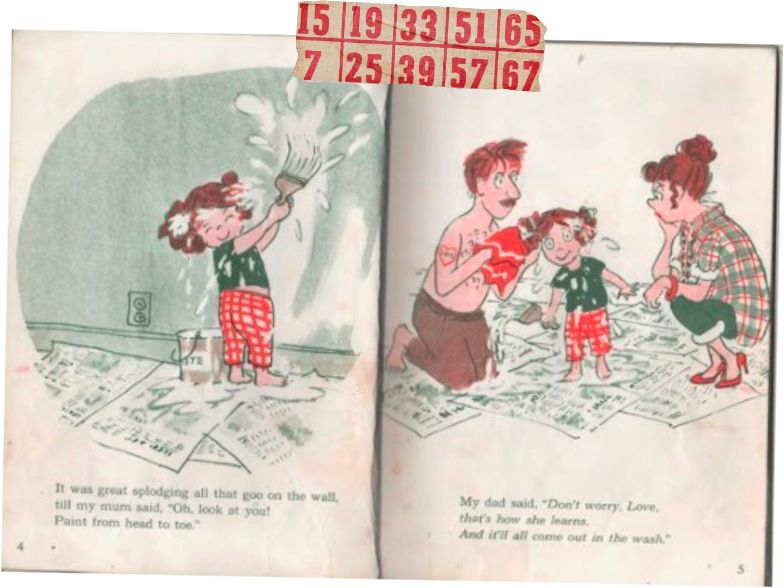 15 19 33 51 65
7 25 39 57 67
TE
It was great splodging all that goo on the wall,
till my mum said, "Oh, look at you!
Paint from head to toe."
4
My dad said, "Don't worry, Love,
that's how she learns.
And it'll all come out in the wash."
5